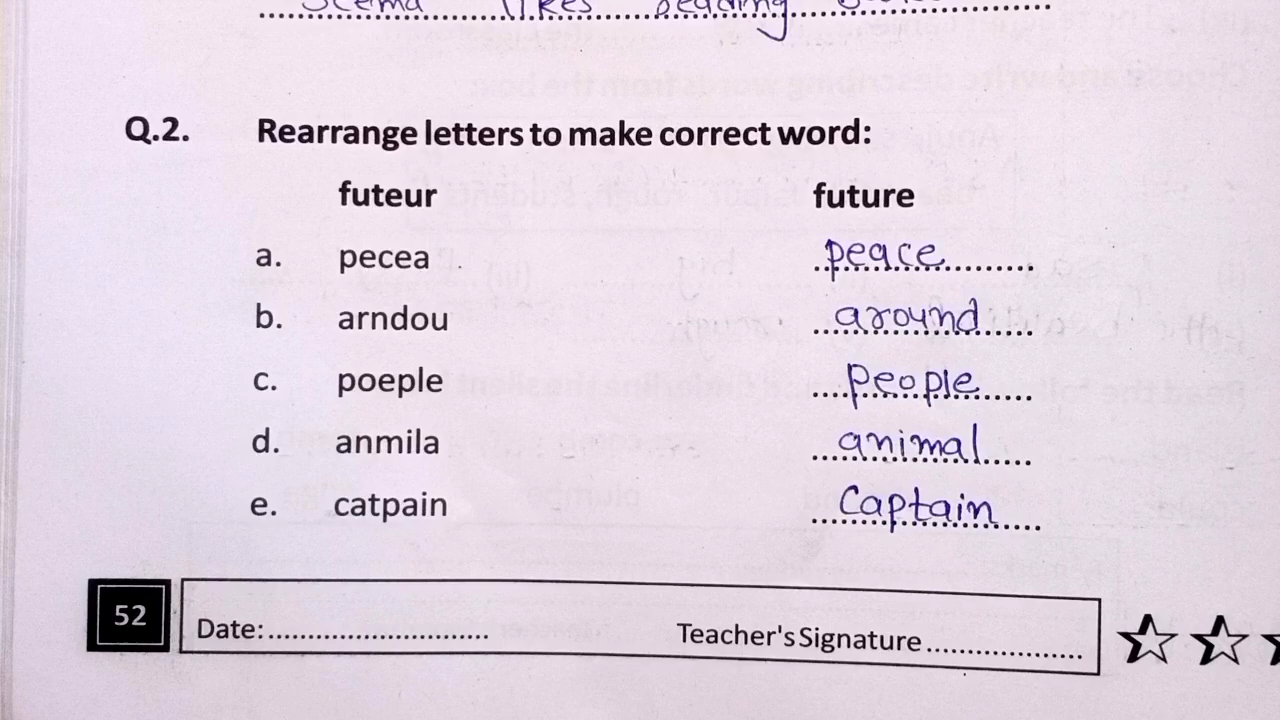 likes
Q.2. Rearrange letters to make correct word:
futeur future
a. pecea peace
b. arndou around
c. poeple people
d. anmila animal
e. catpain Captain
52 Date: Teacher's Signature